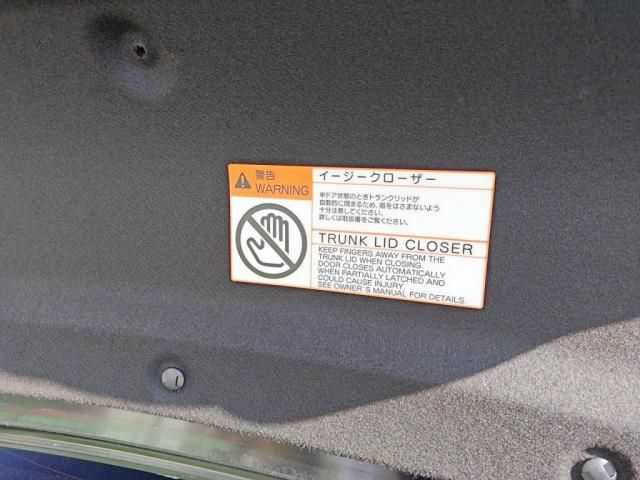 警告
WARNING
イージークローザー
半ドア状態のときトランクリッドが
自動的に閉まるため、指をはさまないよう
十分注意してください。
詳しくは取扱書をご覧ください。
TRUNK LID CLOSER
KEEP FINGERS AWAY FROM THE
TRUNK LID WHEN CLOSING.
DOOR CLOSES AUTOMATICALLY
WHEN PARTIALLY LATCHED AND
COULD CAUSE INJURY.
SEE OWNER'S MANUAL FOR DETAILS.